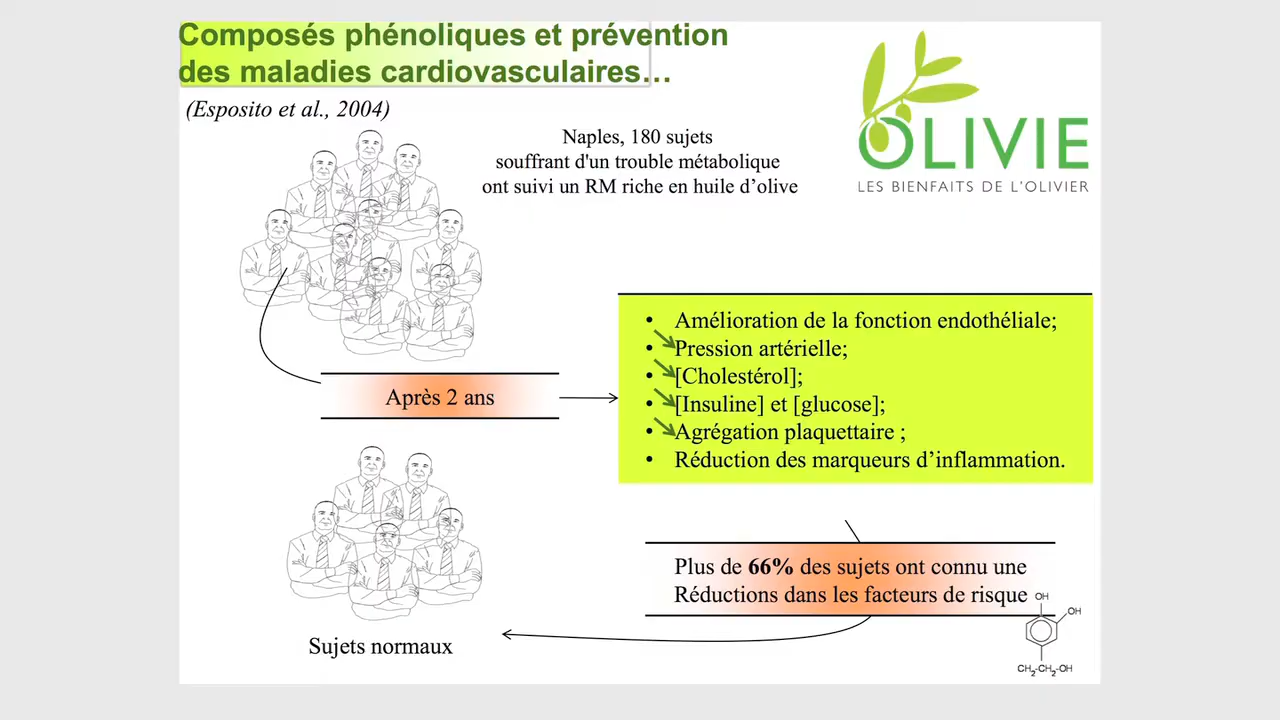 Composés phénoliques et prévention
des maladies cardiovasculaires…
(Esposito et al., 2004)
Naples, 180 sujets
souffrant d'un trouble métabolique
ont suivi un RM riche en huile d’olive
OLIVIE
LES BIENFAITS DE L’OLIVIER
• Amélioration de la fonction endothéliale;
• Pression artérielle;
• [Cholestérol];
• [Insuline] et [glucose];
• Agrégation plaquettaire ;
• Réduction des marqueurs d’inflammation.
Après 2 ans
Plus de 66% des sujets ont connu une
Réductions dans les facteurs de risque
OH
OH
CH2-CH2-OH
Sujets normaux